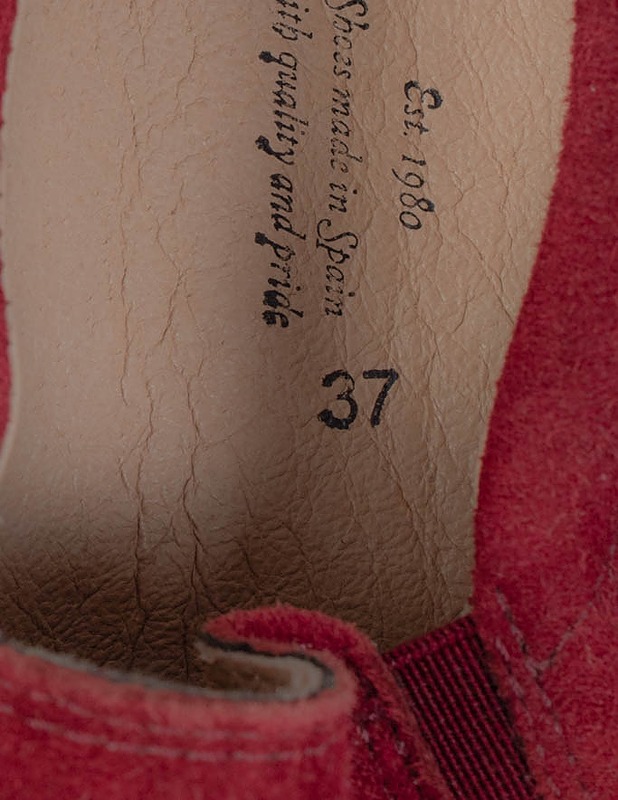 Est. 1980
Shoes made in Spain
with quality and pride
37